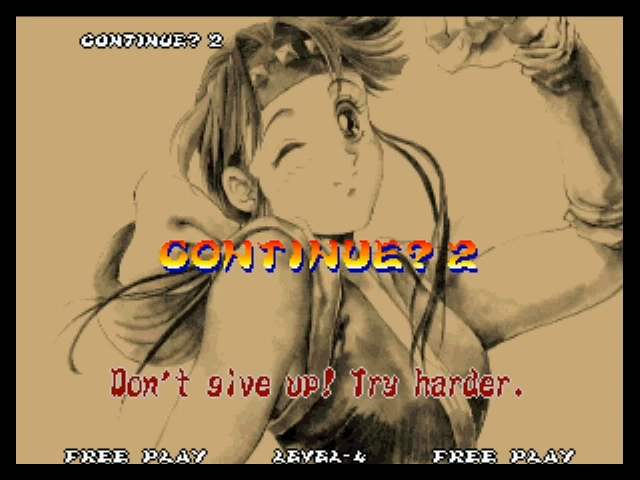 CONTINUE? 2
CONTINUE? 2
Don't give up! Try harder.
FREE PLAY LEVEL-4 FREE PLAY